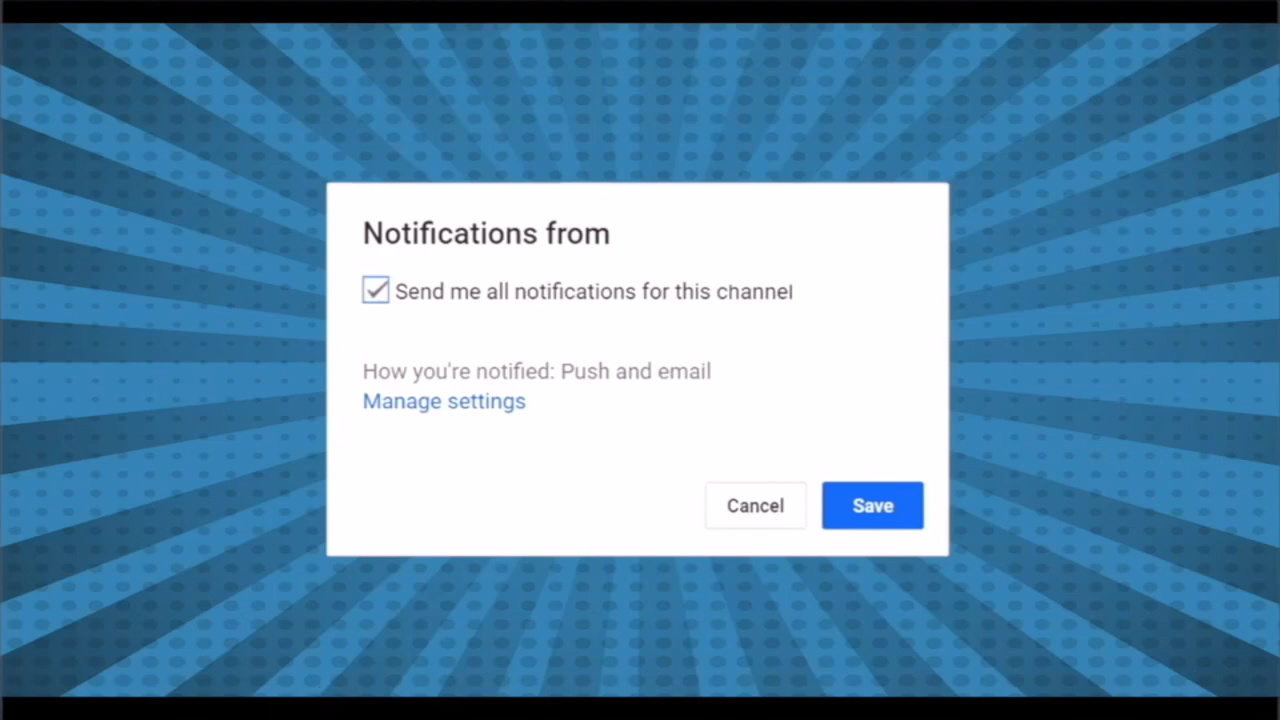 Notifications from
Send me all notifications for this channel
How you're notified: Push and email
Manage settings
Cancel Save